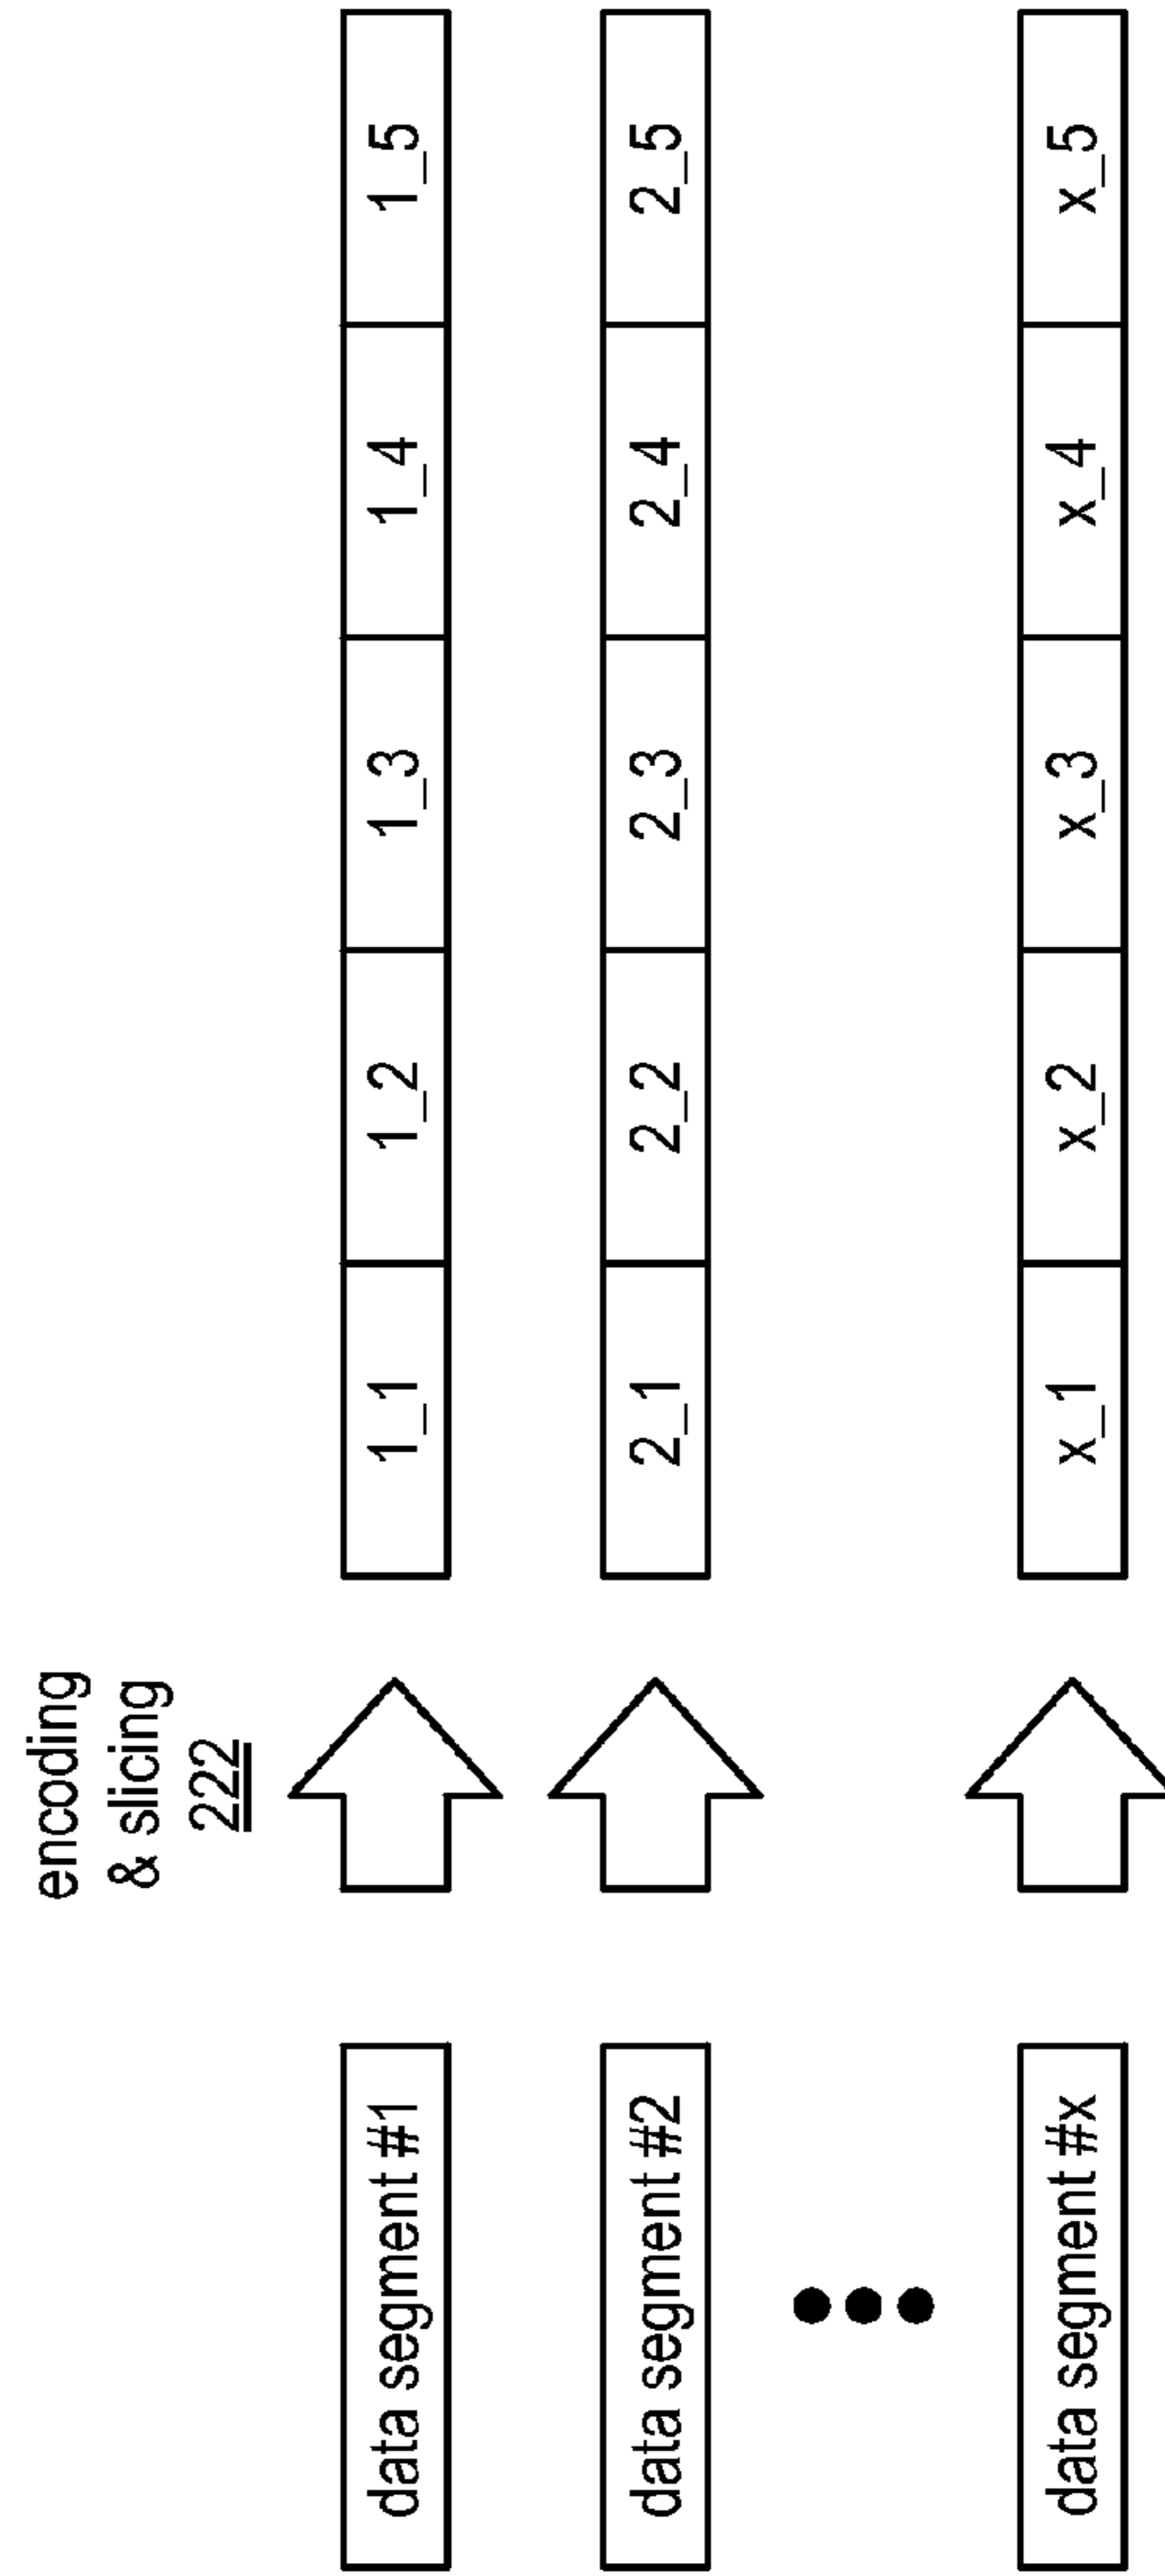 encoding
& slicing
222
data segment #1
1_1
1_2
1_3
1_4
1_5
data segment #2
2_1
2_2
2_3
2_4
2_5
data segment #x
x_1
x_2
x_3
x_4
x_5